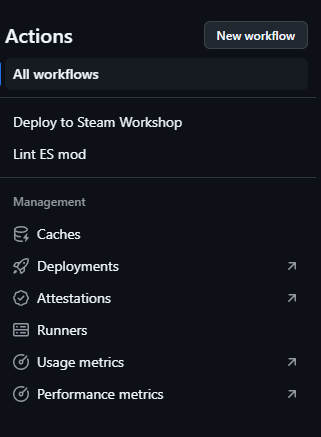 Actions
New workflow
All workflows
Deploy to Steam Workshop
Lint ES mod
Management
Caches
Deployments
Attestations
Runners
Usage metrics
Performance metrics